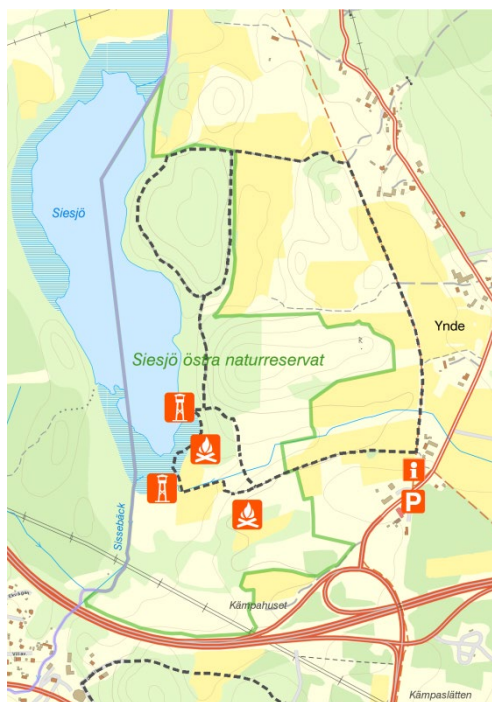 Siesjö
Ynde
Siesjö östra naturreservat
i
P
Sissebäck
Kämpahuset
Kämpaslätten